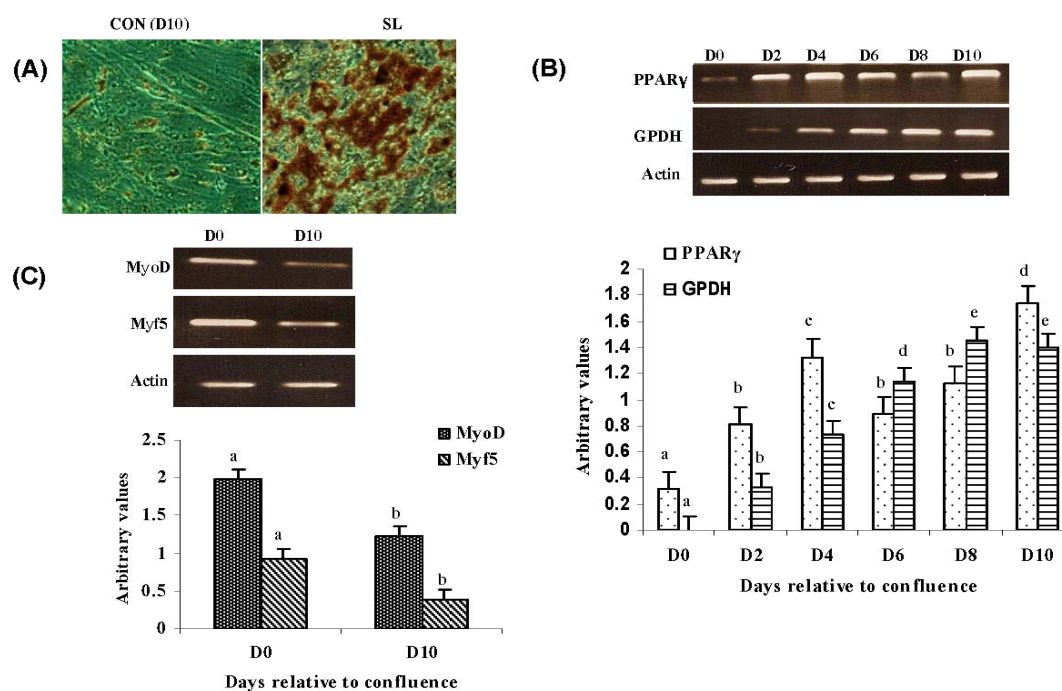 CON (D10) SL
(A)
(B)
D0 D2 D4 D6 D8 D10
PPARγ
GPDH
Actin
(C)
D0 D10
MyoD
Myf5
Actin
MyoD
Myf5
Arbitrary values
2.5
2
1.5
1
0.5
0
a
a
b
b
D0 D10
Days relative to confluence
PPARγ
GPDH
Arbitrary values
2
1.8
1.6
1.4
1.2
1
0.8
0.6
0.4
0.2
0
a
a
b
b
c
c
b
d
b
e
d
e
D0 D2 D4 D6 D8 D10
Days relative to confluence